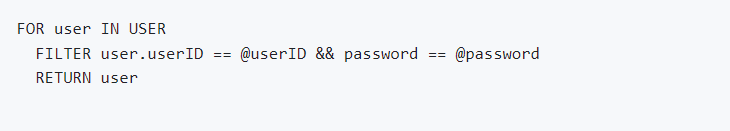 FOR user IN USER
FILTER user.userID == @userID && password == @password
RETURN user